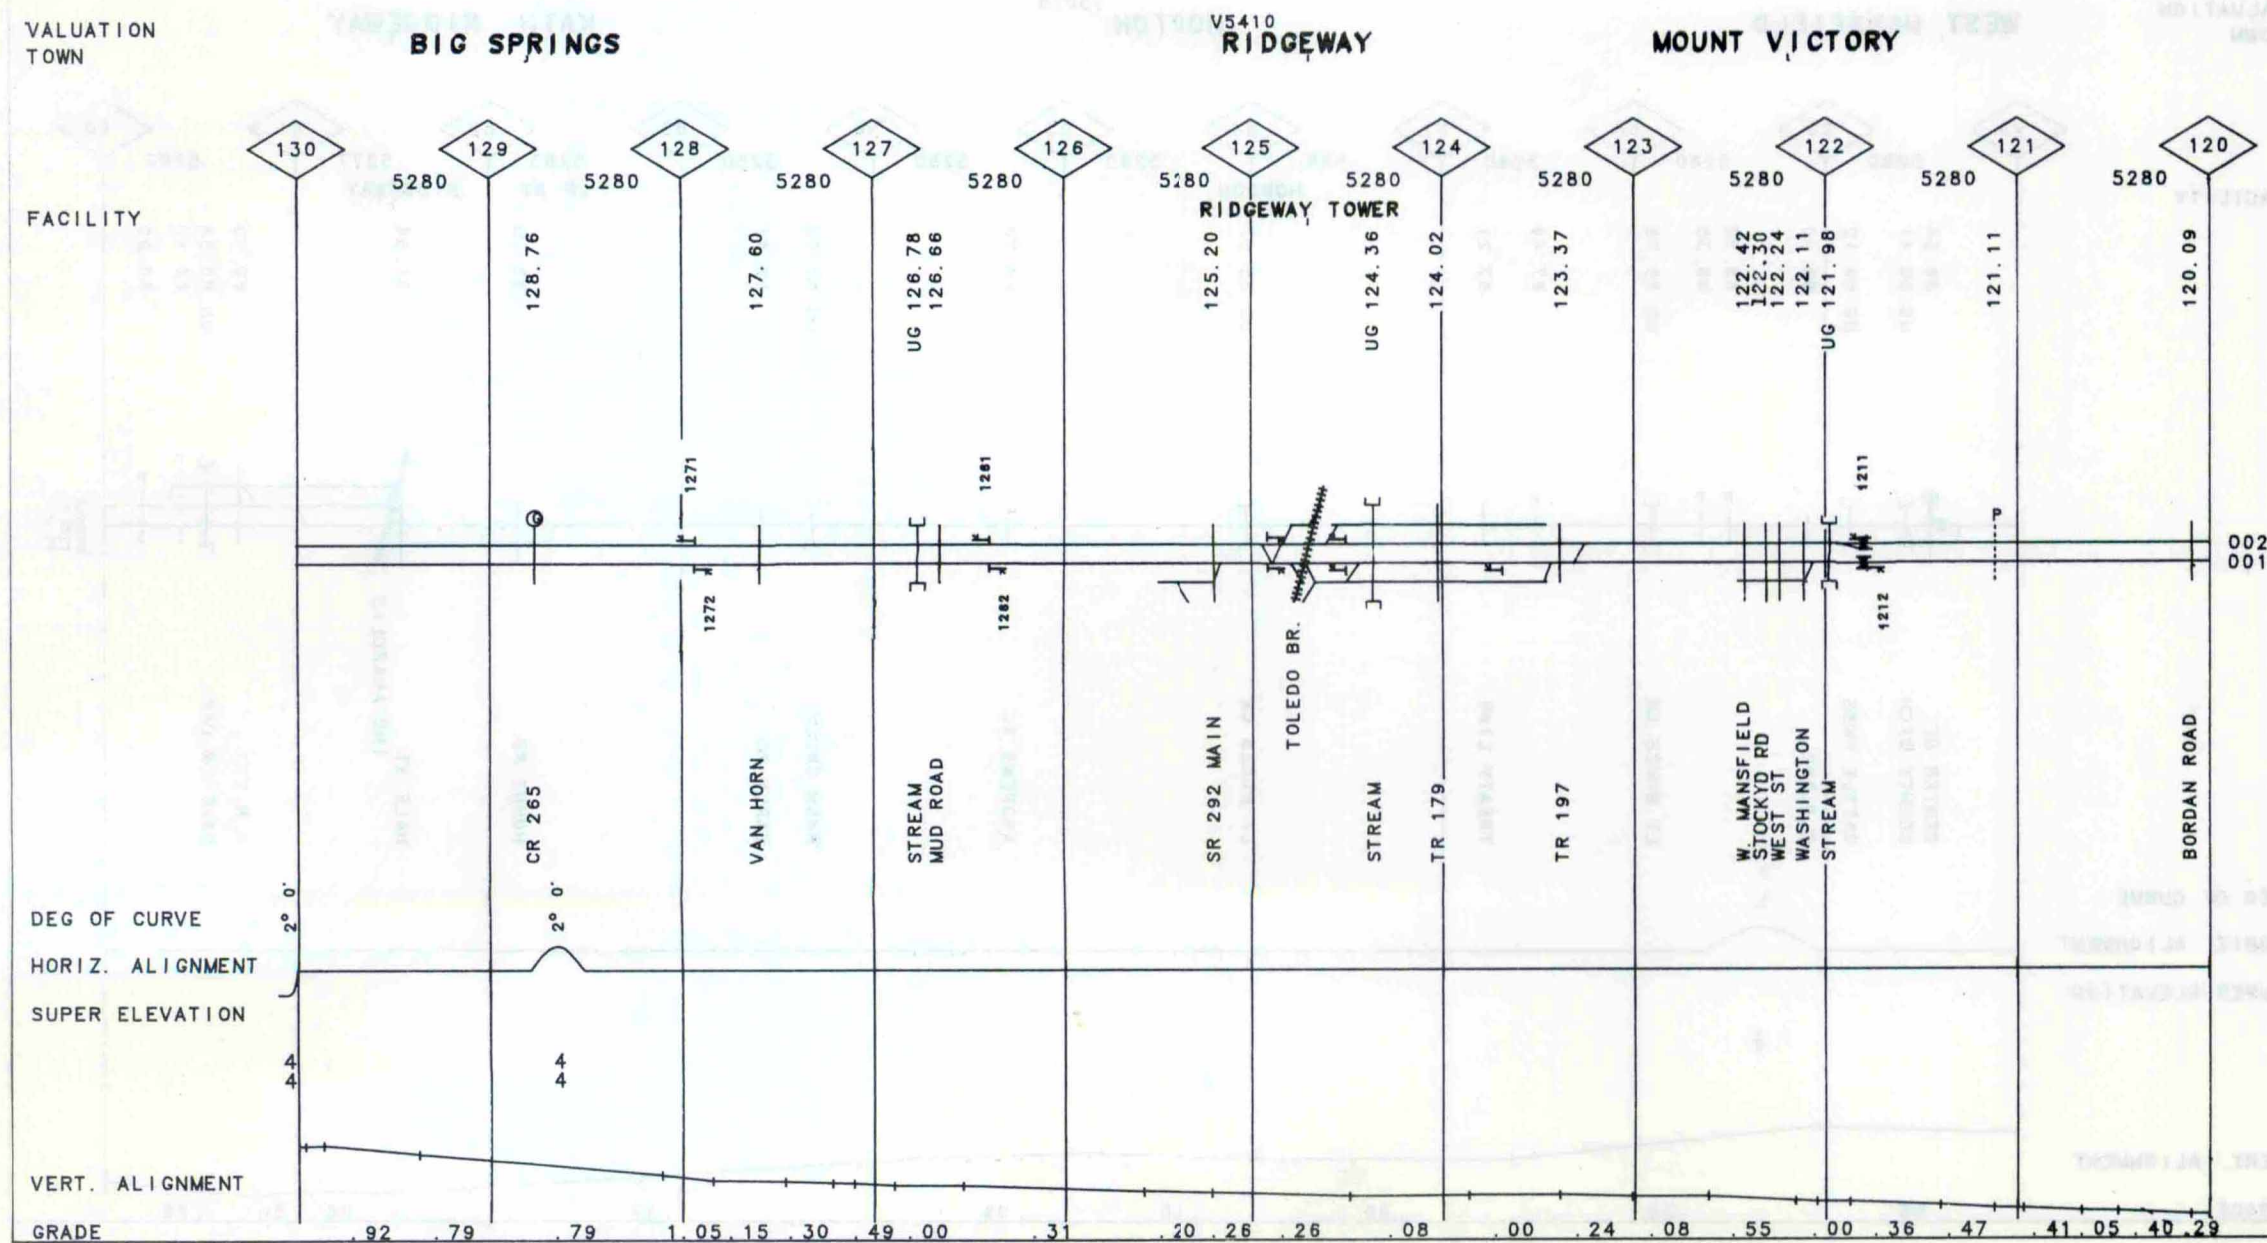 VALUATION
TOWN
BIG SPRINGS
V5410
RIDGEWAY
MOUNT VICTORY
130 129 128 127 126 125 124 123 122 121 120
5280 5280 5280 5280 5280 5280 5280 5280 5280 5280
FACILITY
RIDGEWAY TOWER
128.76
127.60
UG 126.78
126.66
125.20
UG 124.36
124.02
123.37
122.42
122.30
122.24
122.11
UG 121.98
121.11
120.09
1271
1261
1211
G
P
002
001
1272
1262
1212
CR 265
VAN HORN
STREAM
MUD ROAD
SR 292 MAIN
TOLEDO BR.
STREAM
TR 179
TR 197
W. MANSFIELD
STOCKYD RD
WEST ST
WASHINGTON
STREAM
BORDAN ROAD
DEG OF CURVE
2° 0'
2° 0'
HORIZ. ALIGNMENT
SUPER ELEVATION
4 4
4 4
VERT. ALIGNMENT
GRADE .92 .79 .79 1.05 .15 .30 .49 .00 .31 .20 .26 .26 .08 .00 .24 .08 .55 .00 .36 .47 .41 .05 .40 .29